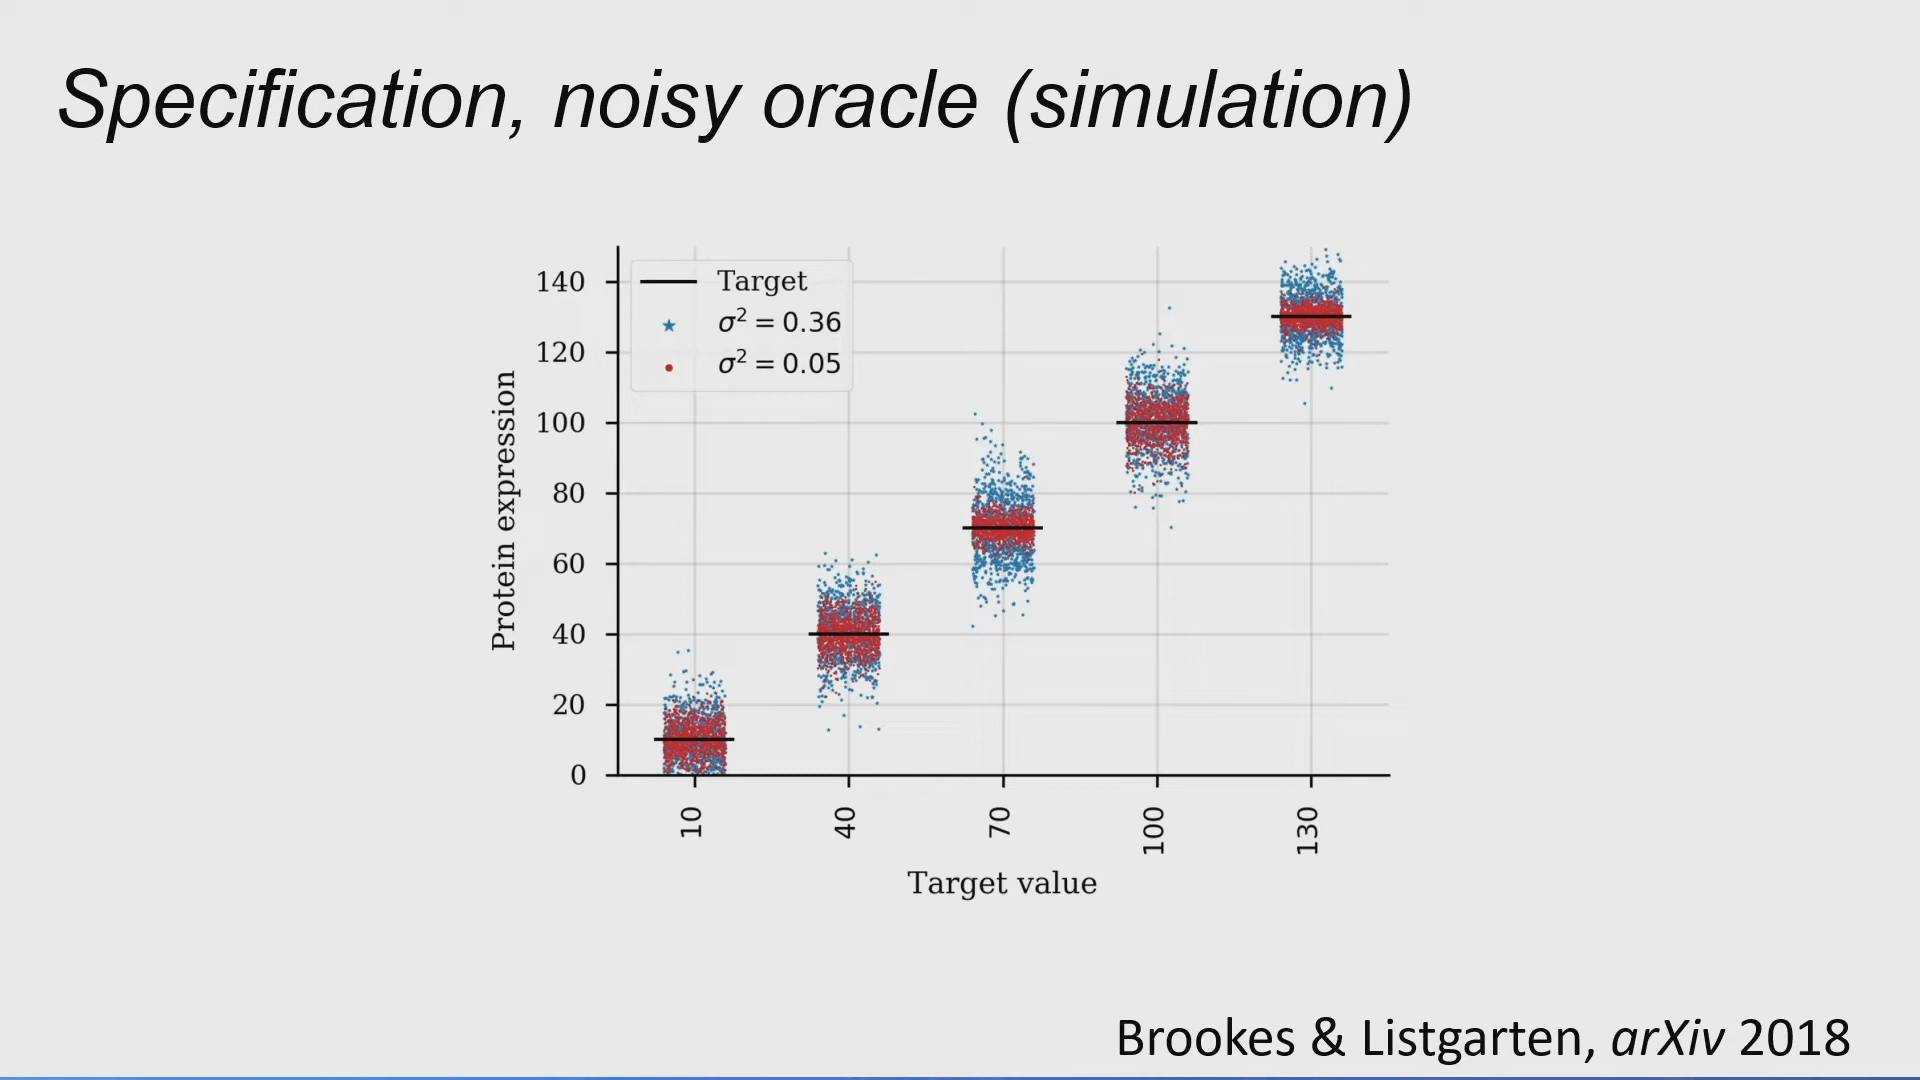 Specification, noisy oracle (simulation)
140
120
100
80
60
40
20
0
Protein expression
Target
σ² = 0.36
σ² = 0.05
10 40 70 100 130
Target value
Brookes & Listgarten, arXiv 2018